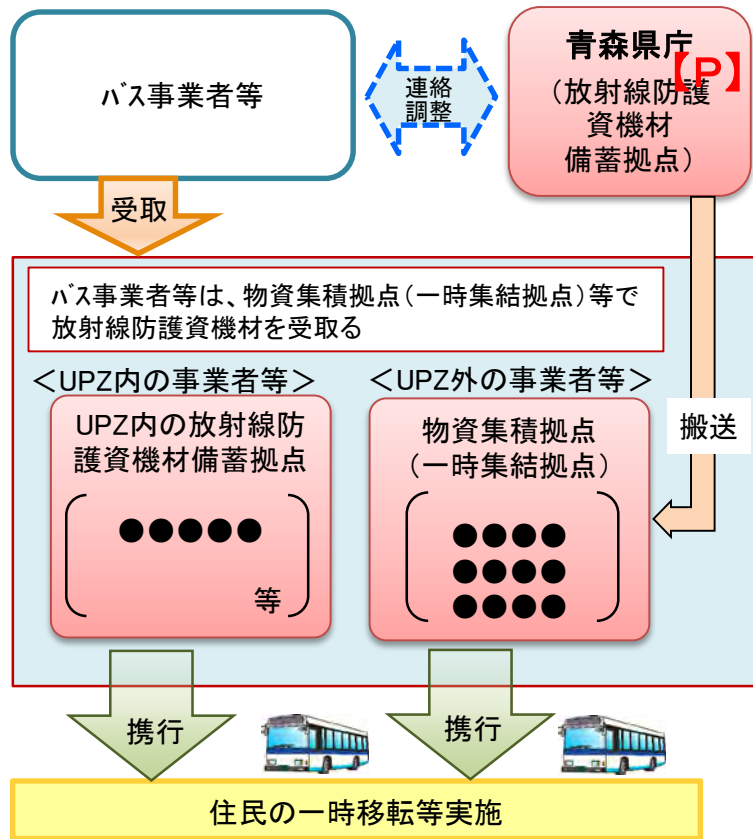 バス事業者等
連絡
調整
青森県庁
【P】
（放射線防護
資機材
備蓄拠点）
受取
バス事業者等は、物資集積拠点（一時集結拠点）等で
放射線防護資機材を受取る
＜UPZ内の事業者等＞
＜UPZ外の事業者等＞
UPZ内の放射線防
護資機材備蓄拠点
●●●●●
等
物資集積拠点
（一時集結拠点）
●●●●
●●●●
●●●●
搬送
携行
携行
住民の一時移転等実施